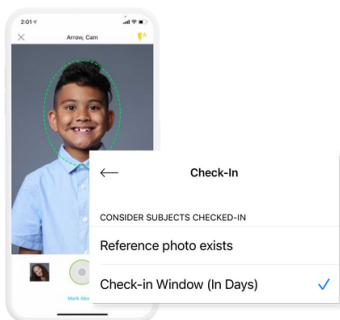 2:01
Arrow, Cam
Check-In
CONSIDER SUBJECTS CHECKED-IN
Reference photo exists
Check-in Window (In Days)